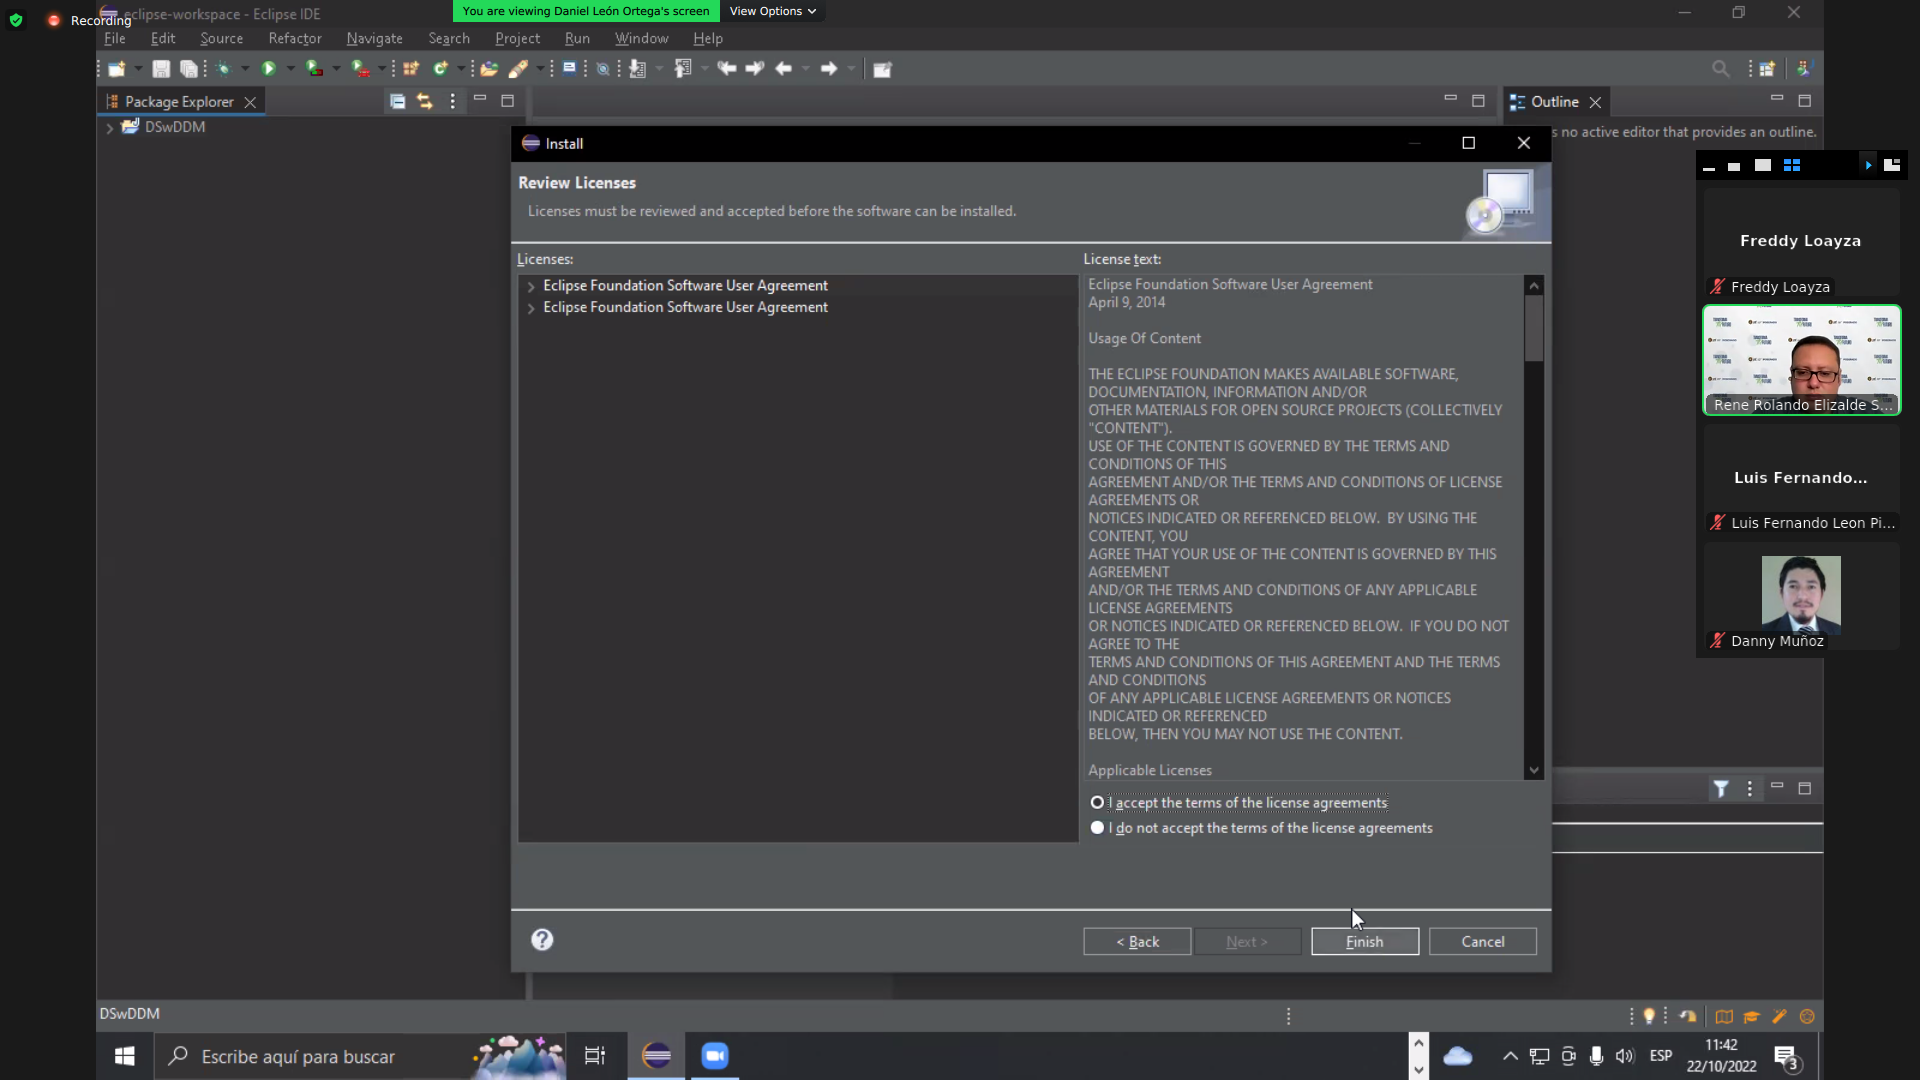 eclipse-workspace - Eclipse IDE
Recording
You are viewing Daniel León Ortega's screen
View Options
File Edit Source Refactor Navigate Search Project Run Window Help
Package Explorer
Outline
DSwDDM
s no active editor that provides an outline.
Install
Review Licenses
Licenses must be reviewed and accepted before the software can be installed.
Licenses:
Eclipse Foundation Software User Agreement
Eclipse Foundation Software User Agreement
License text:
Eclipse Foundation Software User Agreement
April 9, 2014
Usage Of Content
THE ECLIPSE FOUNDATION MAKES AVAILABLE SOFTWARE,
DOCUMENTATION, INFORMATION AND/OR
OTHER MATERIALS FOR OPEN SOURCE PROJECTS (COLLECTIVELY
"CONTENT").
USE OF THE CONTENT IS GOVERNED BY THE TERMS AND
CONDITIONS OF THIS
AGREEMENT AND/OR THE TERMS AND CONDITIONS OF LICENSE
AGREEMENTS OR
NOTICES INDICATED OR REFERENCED BELOW.  BY USING THE
CONTENT, YOU
AGREE THAT YOUR USE OF THE CONTENT IS GOVERNED BY THIS
AGREEMENT
AND/OR THE TERMS AND CONDITIONS OF ANY APPLICABLE
LICENSE AGREEMENTS
OR NOTICES INDICATED OR REFERENCED BELOW.  IF YOU DO NOT
AGREE TO THE
TERMS AND CONDITIONS OF THIS AGREEMENT AND THE TERMS
AND CONDITIONS
OF ANY APPLICABLE LICENSE AGREEMENTS OR NOTICES
INDICATED OR REFERENCED
BELOW, THEN YOU MAY NOT USE THE CONTENT.
Applicable Licenses
I accept the terms of the license agreements
I do not accept the terms of the license agreements
< Back
Next >
Finish
Cancel
Freddy Loayza
Freddy Loayza
Rene Rolando Elizalde S...
Luis Fernando...
Luis Fernando Leon Pi...
Danny Muñoz
DSwDDM
Escribe aquí para buscar
ESP
11:42
22/10/2022
3